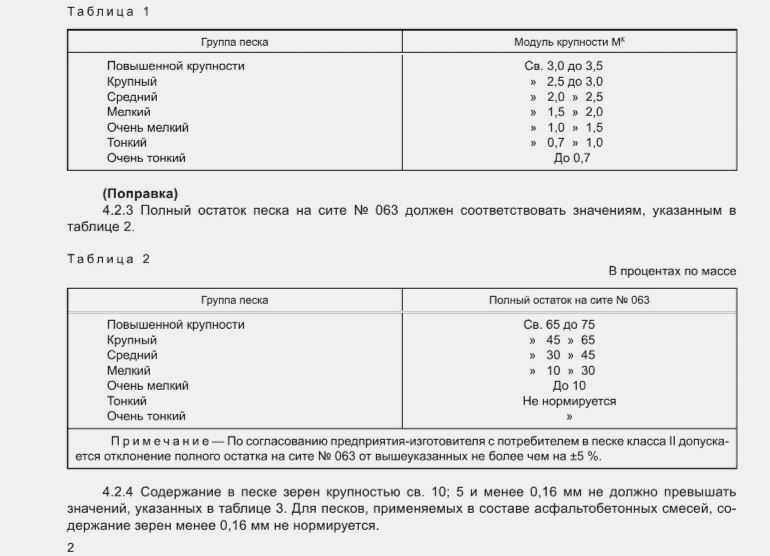 Таблица 1
Группа песка Модуль крупности Мᴷ
Повышенной крупности Св. 3,0 до 3,5
Крупный » 2,5 до 3,0
Средний » 2,0 » 2,5
Мелкий » 1,5 » 2,0
Очень мелкий » 1,0 » 1,5
Тонкий » 0,7 » 1,0
Очень тонкий До 0,7
(Поправка)
4.2.3 Полный остаток песка на сите № 063 должен соответствовать значениям, указанным в
таблице 2.
Таблица 2
В процентах по массе
Группа песка Полный остаток на сите № 063
Повышенной крупности Св. 65 до 75
Крупный » 45 » 65
Средний » 30 » 45
Мелкий » 10 » 30
Очень мелкий До 10
Тонкий Не нормируется
Очень тонкий »
Примечание — По согласованию предприятия-изготовителя с потребителем в песке класса II допуска-
ется отклонение полного остатка на сите № 063 от вышеуказанных не более чем на ±5 %.
4.2.4 Содержание в песке зерен крупностью св. 10; 5 и менее 0,16 мм не должно превышать
значений, указанных в таблице 3. Для песков, применяемых в составе асфальтобетонных смесей, со-
держание зерен менее 0,16 мм не нормируется.
2